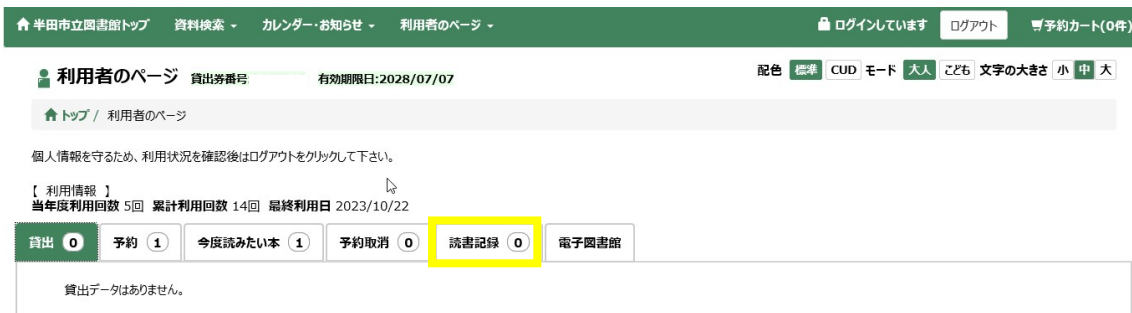 半田市立図書館トップ 資料検索 カレンダー・お知らせ 利用者のページ ログインしています ログアウト 予約カート(0件)
利用者のページ 貸出券番号 有効期限日:2028/07/07 配色 標準 CUD モード 大人 こども 文字の大きさ 小 中 大
トップ / 利用者のページ
個人情報を守るため、利用状況を確認後はログアウトをクリックして下さい。
【 利用情報 】
当年度利用回数 5回 累計利用回数 14回 最終利用日 2023/10/22
貸出 0 予約 1 今度読みたい本 1 予約取消 0 読書記録 0 電子図書館
貸出データはありません。